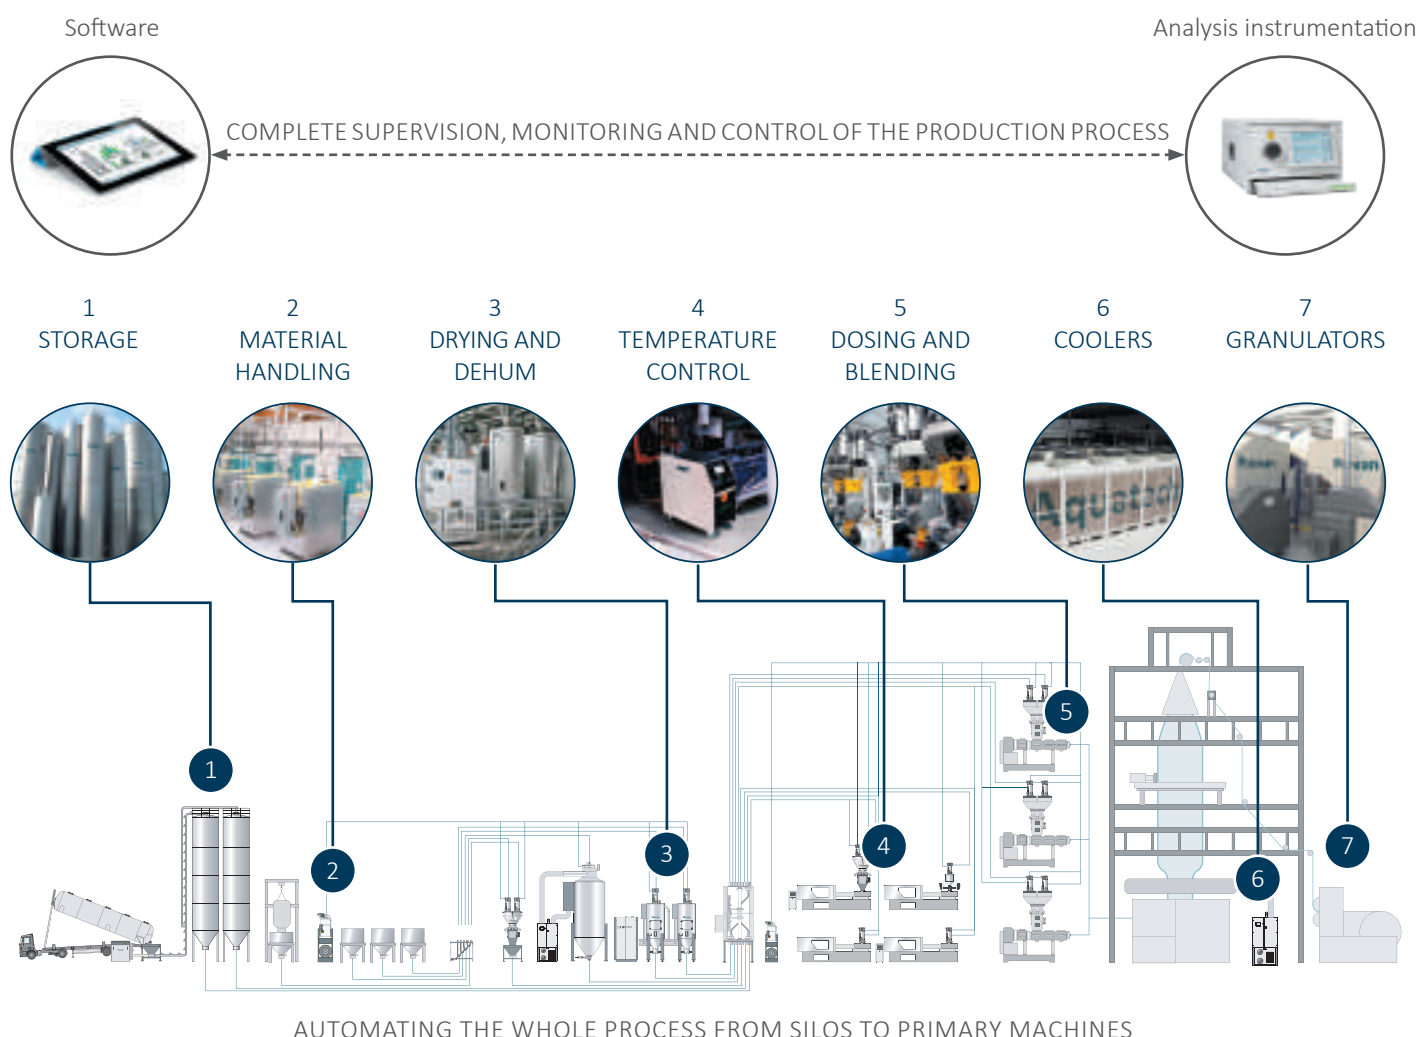 Software
Analysis instrumentation
COMPLETE SUPERVISION, MONITORING AND CONTROL OF THE PRODUCTION PROCESS
1
STORAGE
2
MATERIAL
HANDLING
3
DRYING AND
DEHUM
4
TEMPERATURE
CONTROL
5
DOSING AND
BLENDING
6
COOLERS
7
GRANULATORS
Aquatech
5
1
4
7
3
2
6
AUTOMATING THE WHOLE PROCESS FROM SILOS TO PRIMARY MACHINES